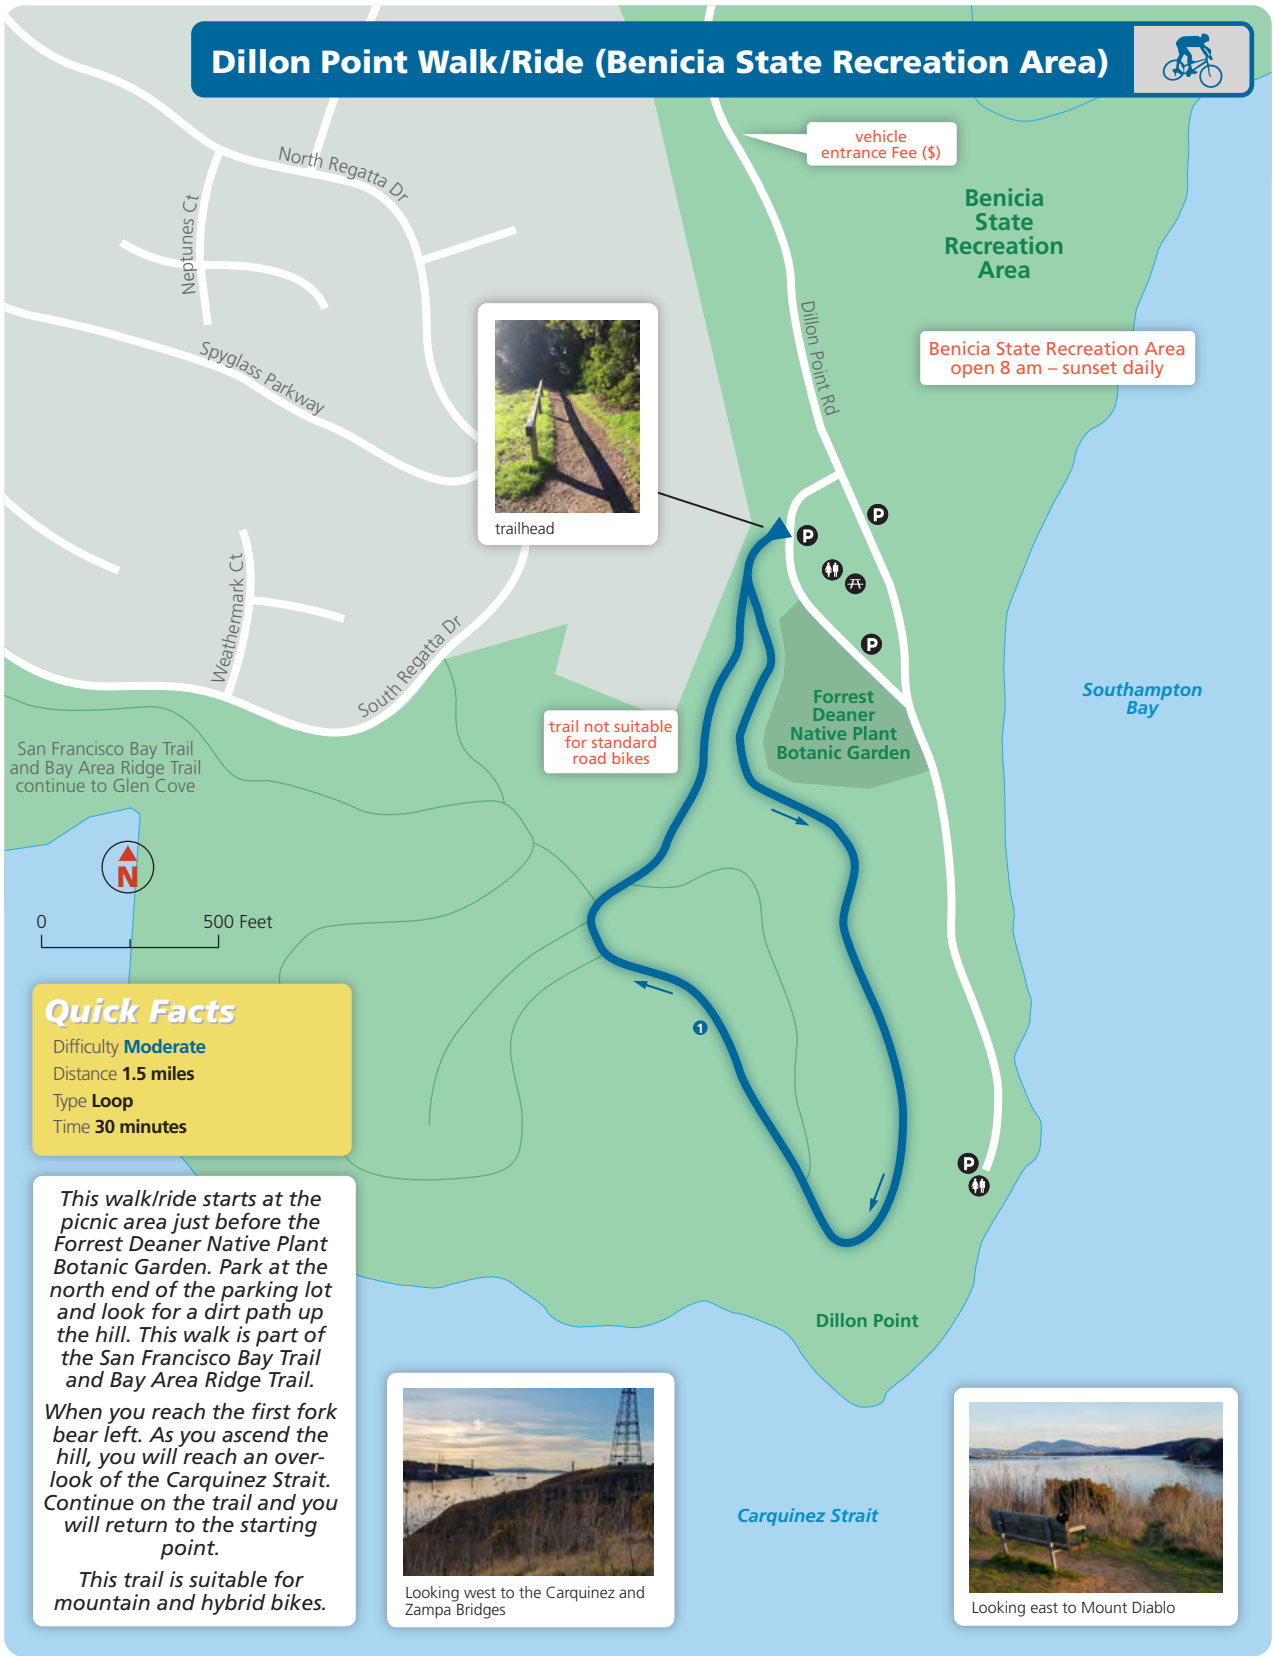 Dillon Point Walk/Ride (Benicia State Recreation Area)
vehicle
entrance Fee ($)
North Regatta Dr
Neptunes Ct
Benicia
State
Recreation
Area
Dillon Point Rd
Benicia State Recreation Area
open 8 am – sunset daily
Spyglass Parkway
trailhead
P
P
P
Weathermark Ct
South Regatta Dr
Forrest
Deaner
Native Plant
Botanic Garden
Southampton
Bay
trail not suitable
for standard
road bikes
San Francisco Bay Trail
and Bay Area Ridge Trail
continue to Glen Cove
N
0 500 Feet
Quick Facts
Difficulty Moderate
Distance 1.5 miles
Type Loop
Time 30 minutes
1
P
This walk/ride starts at the
picnic area just before the
Forrest Deaner Native Plant
Botanic Garden. Park at the
north end of the parking lot
and look for a dirt path up
the hill. This walk is part of
the San Francisco Bay Trail
and Bay Area Ridge Trail.
When you reach the first fork
bear left. As you ascend the
hill, you will reach an over-
look of the Carquinez Strait.
Continue on the trail and you
will return to the starting
point.
This trail is suitable for
mountain and hybrid bikes.
Dillon Point
Looking west to the Carquinez and
Zampa Bridges
Carquinez Strait
Looking east to Mount Diablo